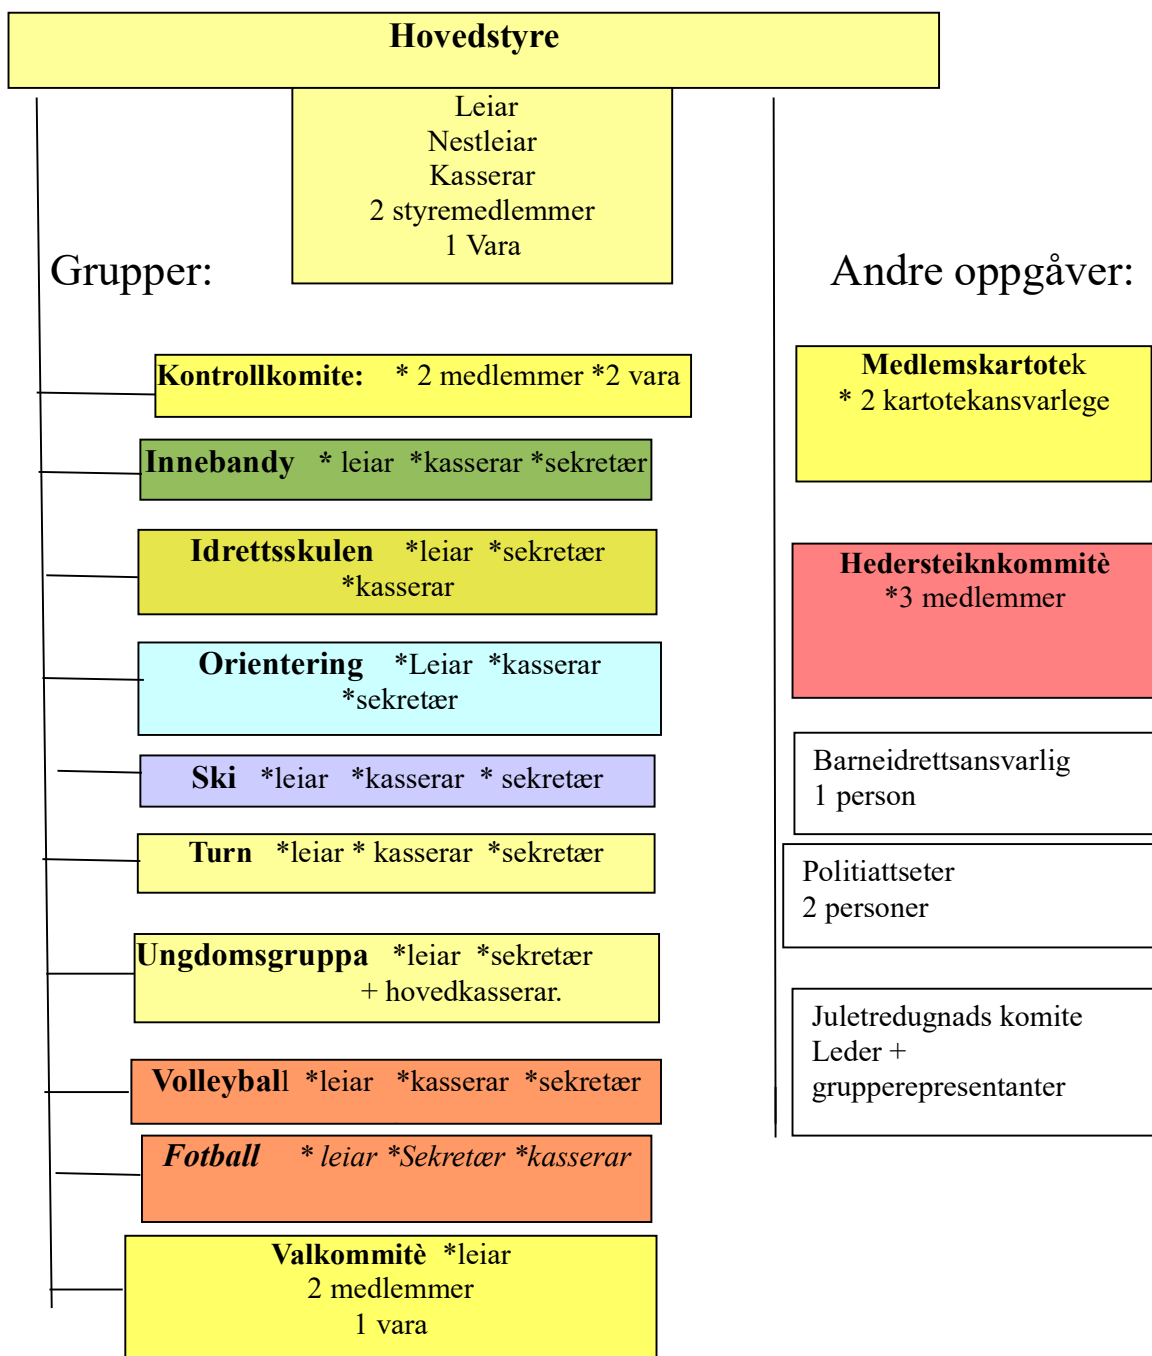 Hovedstyre
Leiar
Nestleiar
Kasserar
2 styremedlemmer
1 Vara
Grupper:
Kontrollkomite: * 2 medlemmer *2 vara
Innebandy * leiar *kasserar *sekretær
Idrettsskulen *leiar *sekretær
*kasserar
Orientering *Leiar *kasserar
*sekretær
Ski *leiar *kasserar * sekretær
Turn *leiar * kasserar *sekretær
Ungdomsgruppa *leiar *sekretær
+ hovedkasserar.
Volleyball *leiar *kasserar *sekretær
Fotball * leiar *Sekretær *kasserar
Valkommitè *leiar
2 medlemmer
1 vara
Andre oppgåver:
Medlemskartotek
* 2 kartotekansvarlege
Hedersteiknkommitè
*3 medlemmer
Barneidrettsansvarlig
1 person
Politiattseter
2 personer
Juletredugnads komite
Leder +
grupperepresentanter